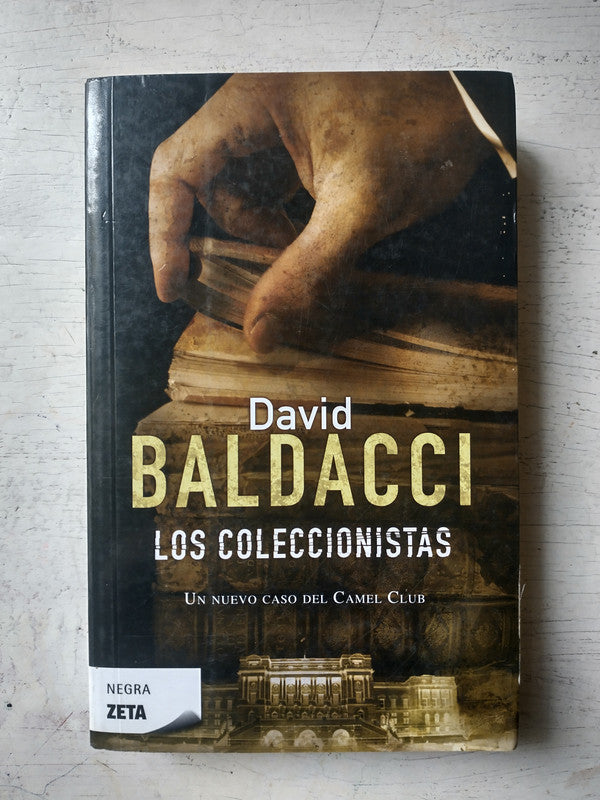 David
BALDACCI
LOS COLECCIONISTAS
UN NUEVO CASO DEL CAMEL CLUB
NEGRA
ZETA